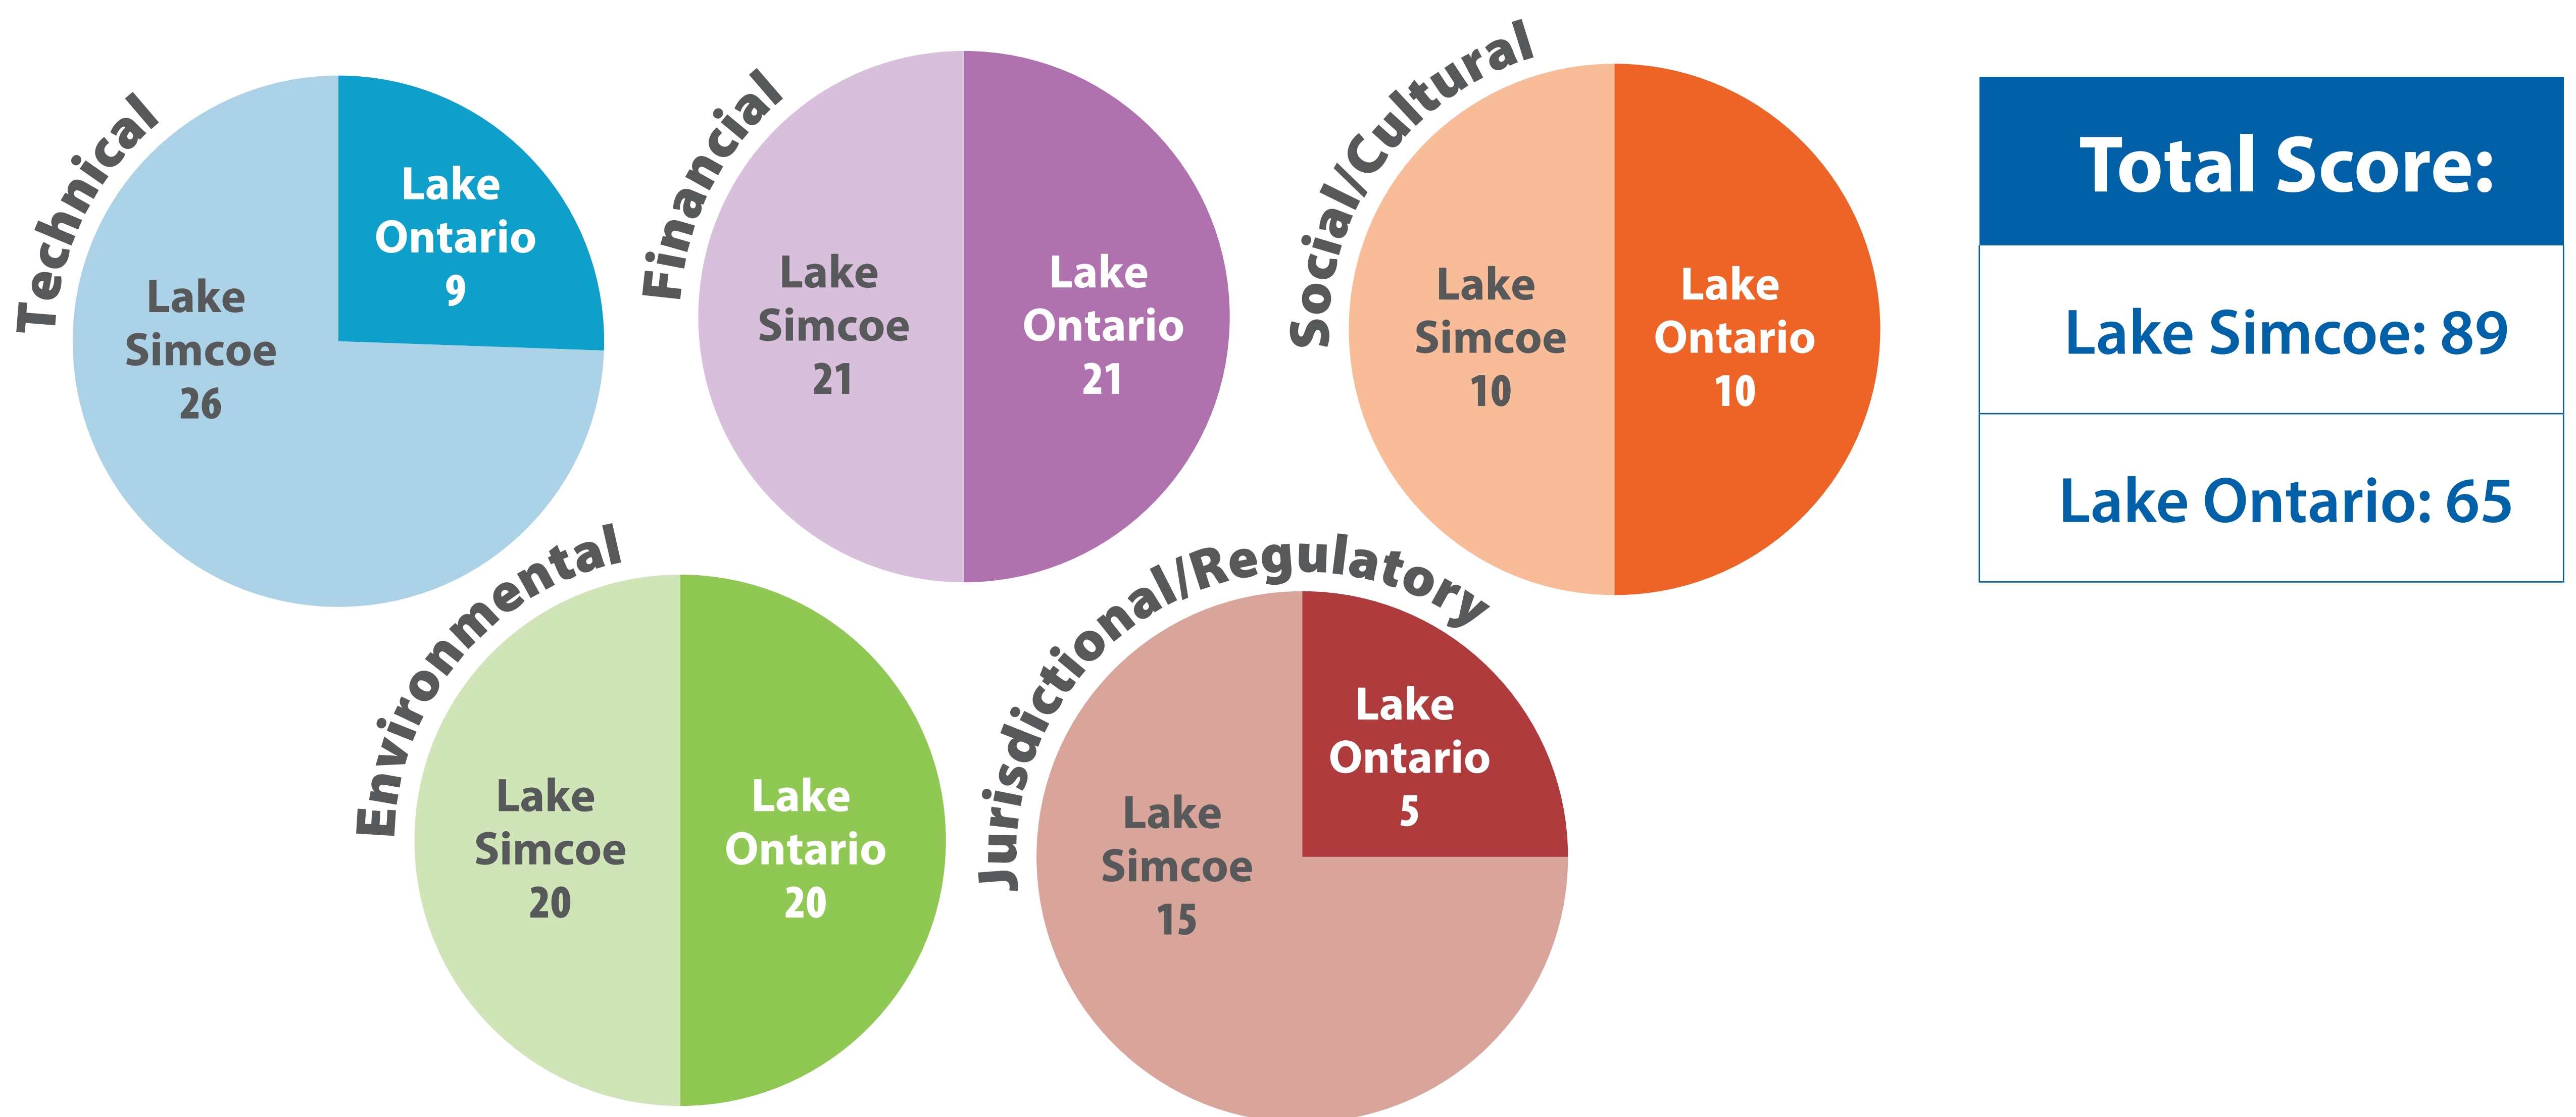 Technical
Lake
Ontario
9
Lake
Simcoe
26
Financial
Lake
Simcoe
21
Lake
Ontario
21
Social/Cultural
Lake
Simcoe
10
Lake
Ontario
10
Total Score:
Lake Simcoe: 89
Lake Ontario: 65
Environmental
Lake
Simcoe
20
Lake
Ontario
20
Jurisdictional/Regulatory
Lake
Ontario
5
Lake
Simcoe
15